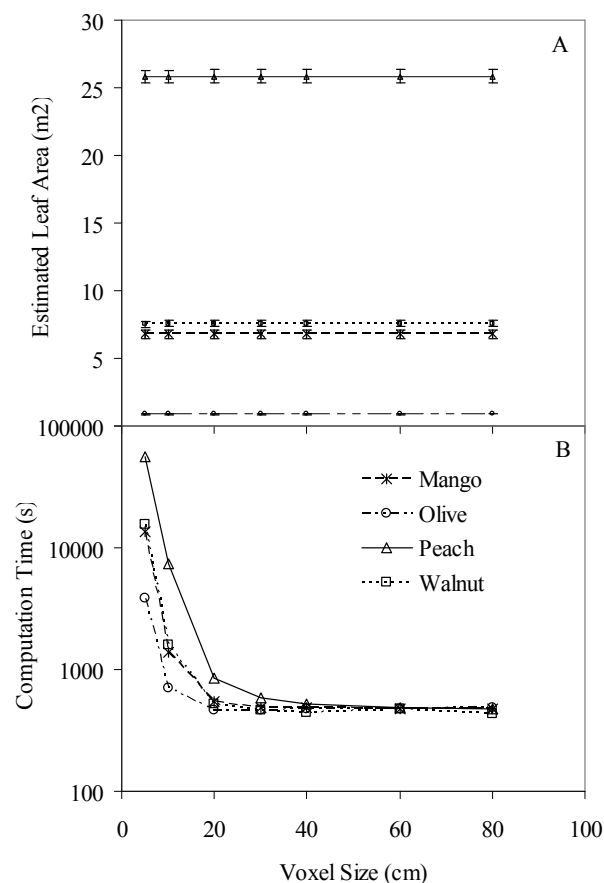 A
30
25
20
15
10
5
Estimated Leaf Area (m2)
B
100000
10000
1000
100
Computation Time (s)
Mango
Olive
Peach
Walnut
0 20 40 60 80 100
Voxel Size (cm)